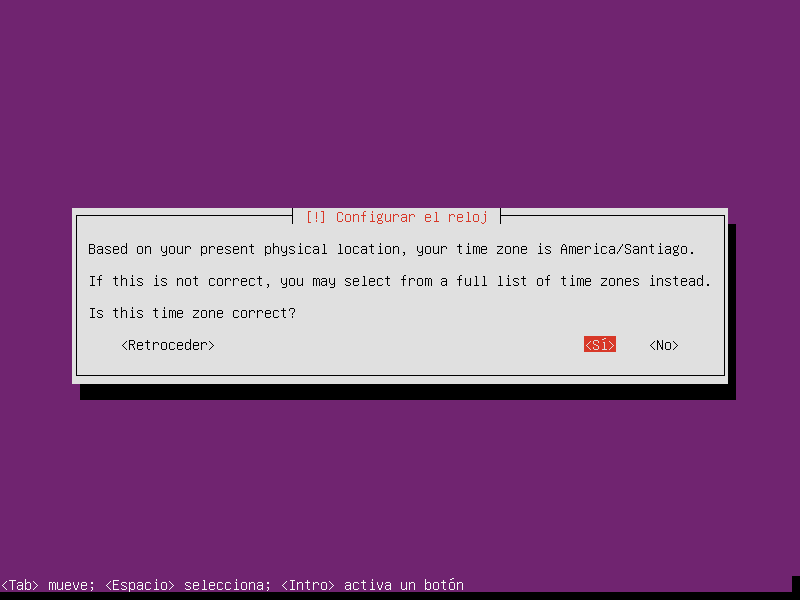 [!] Configurar el reloj
Based on your present physical location, your time zone is America/Santiago.
If this is not correct, you may select from a full list of time zones instead.
Is this time zone correct?
<Retroceder> <Sí> <No>
<Tab> mueve; <Espacio> selecciona; <Intro> activa un botón